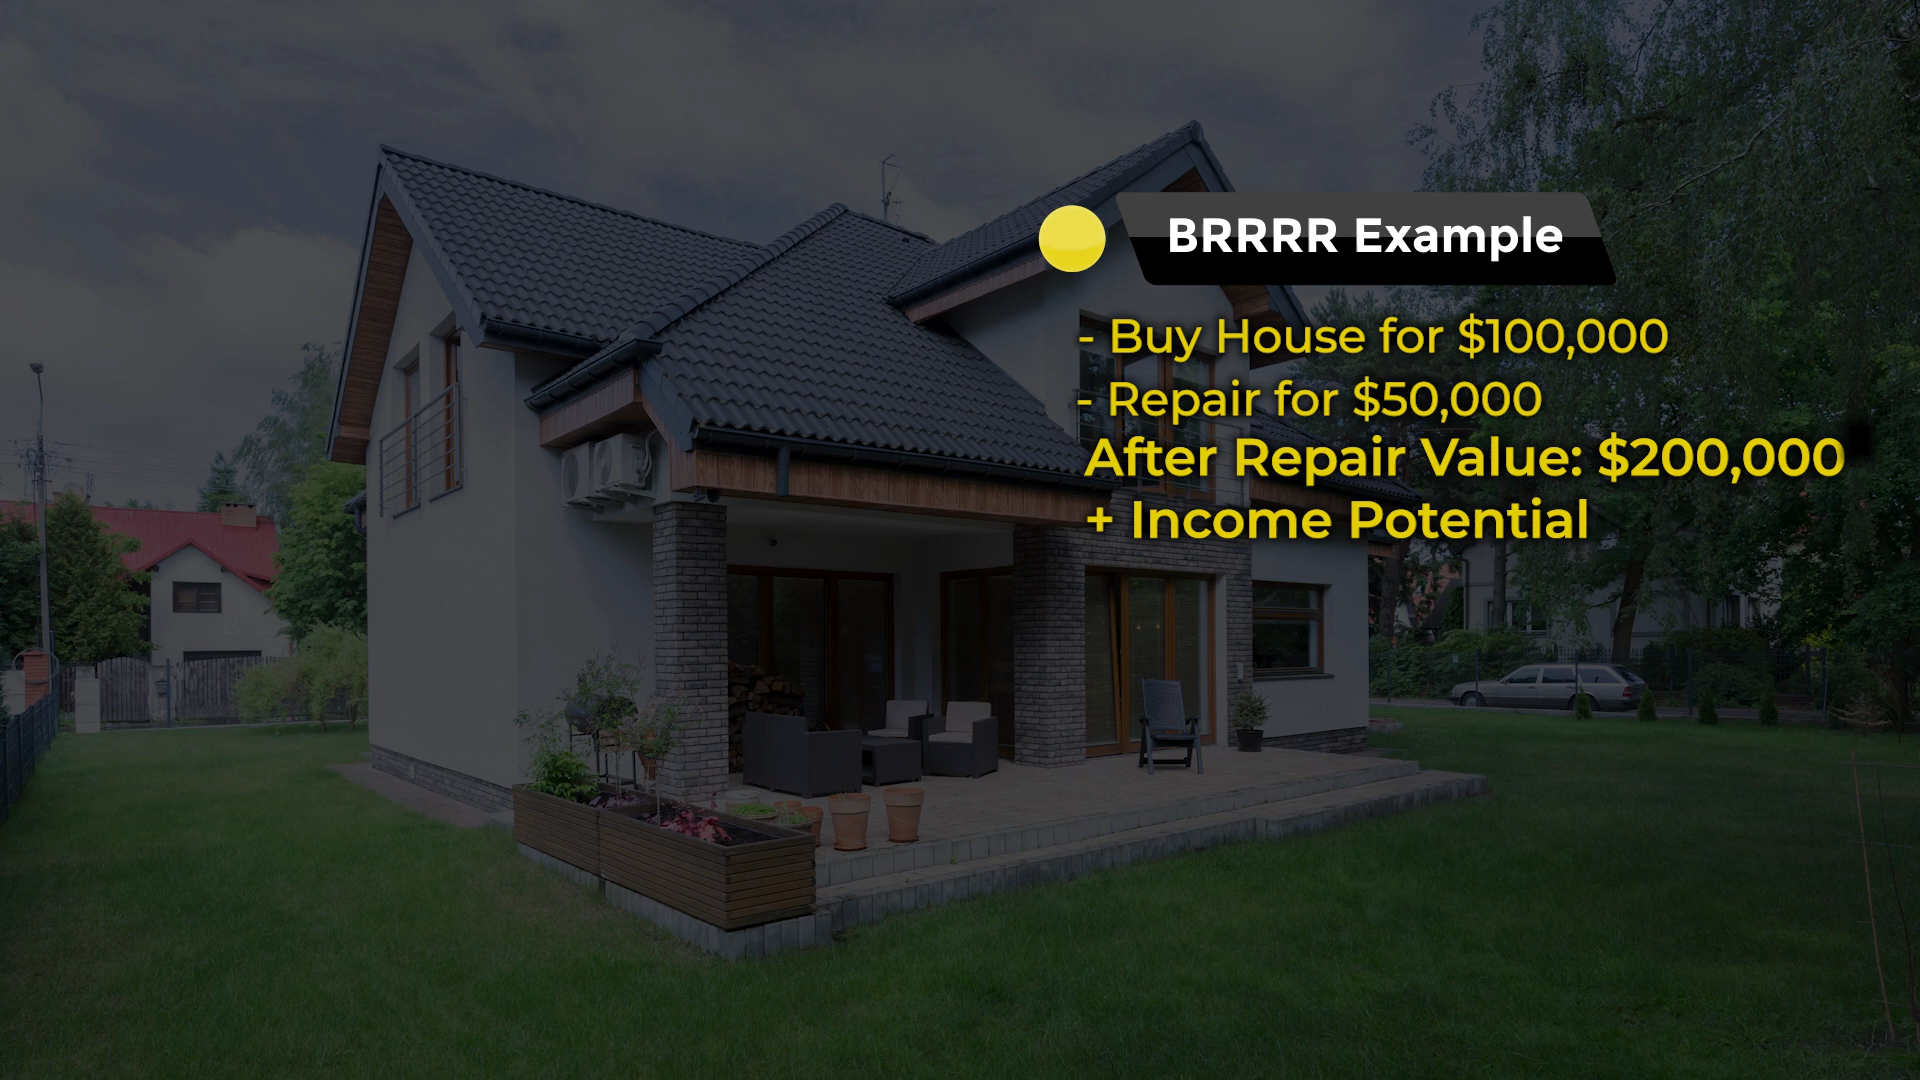 BRRRR Example
- Buy House for $100,000
- Repair for $50,000
After Repair Value: $200,000
+ Income Potential